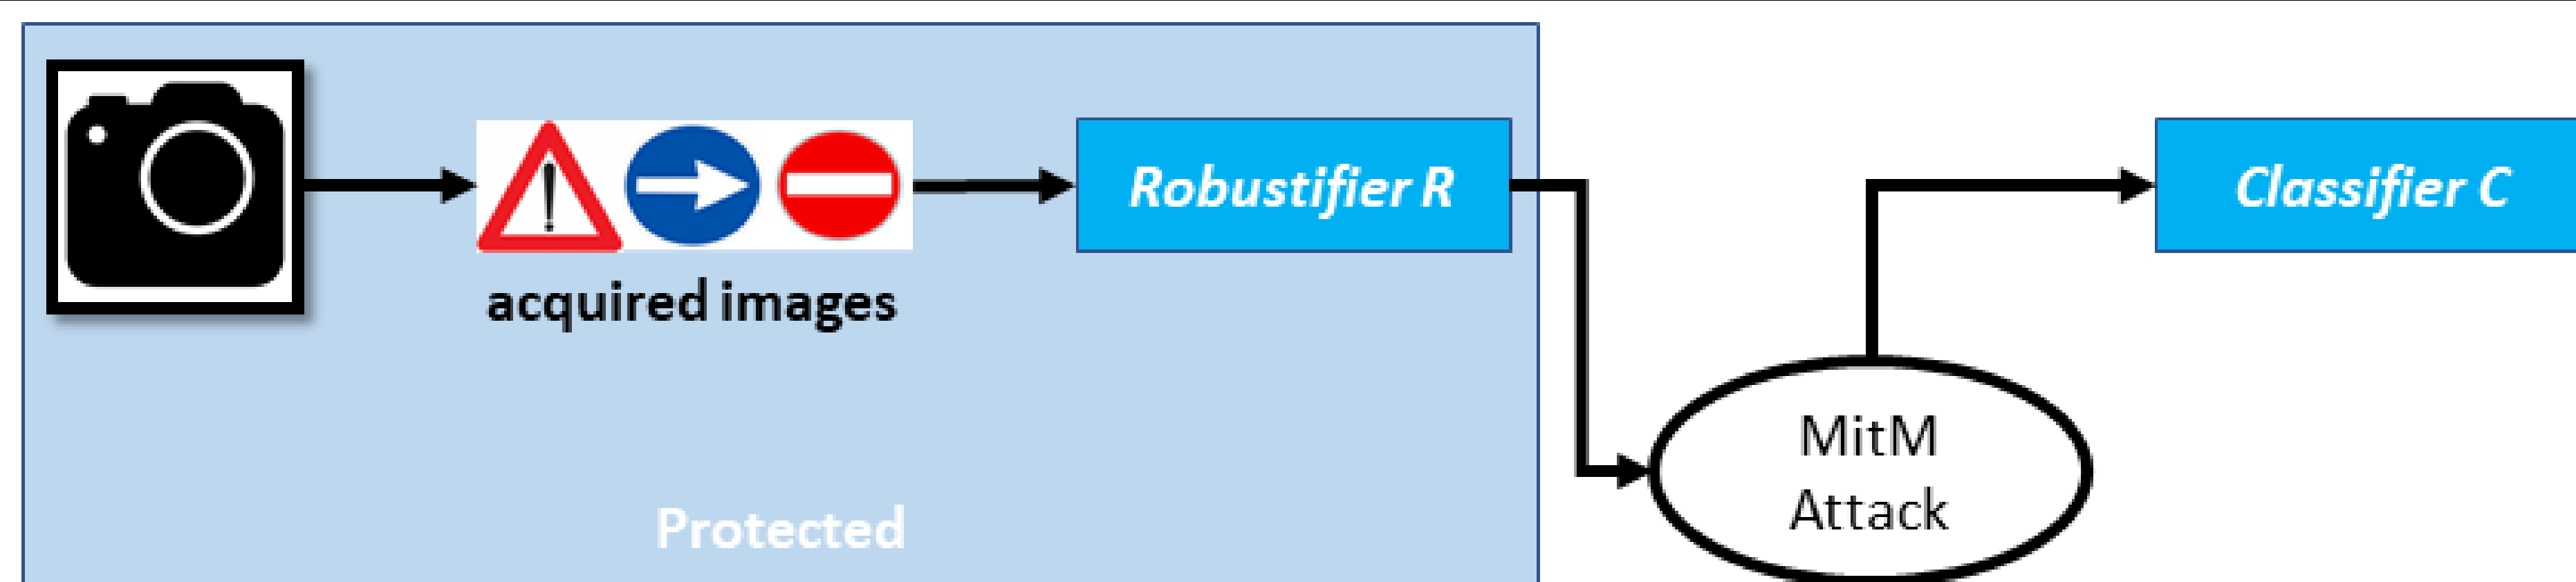 acquired images
Robustifier R
Protected
MitM
Attack
Classifier C